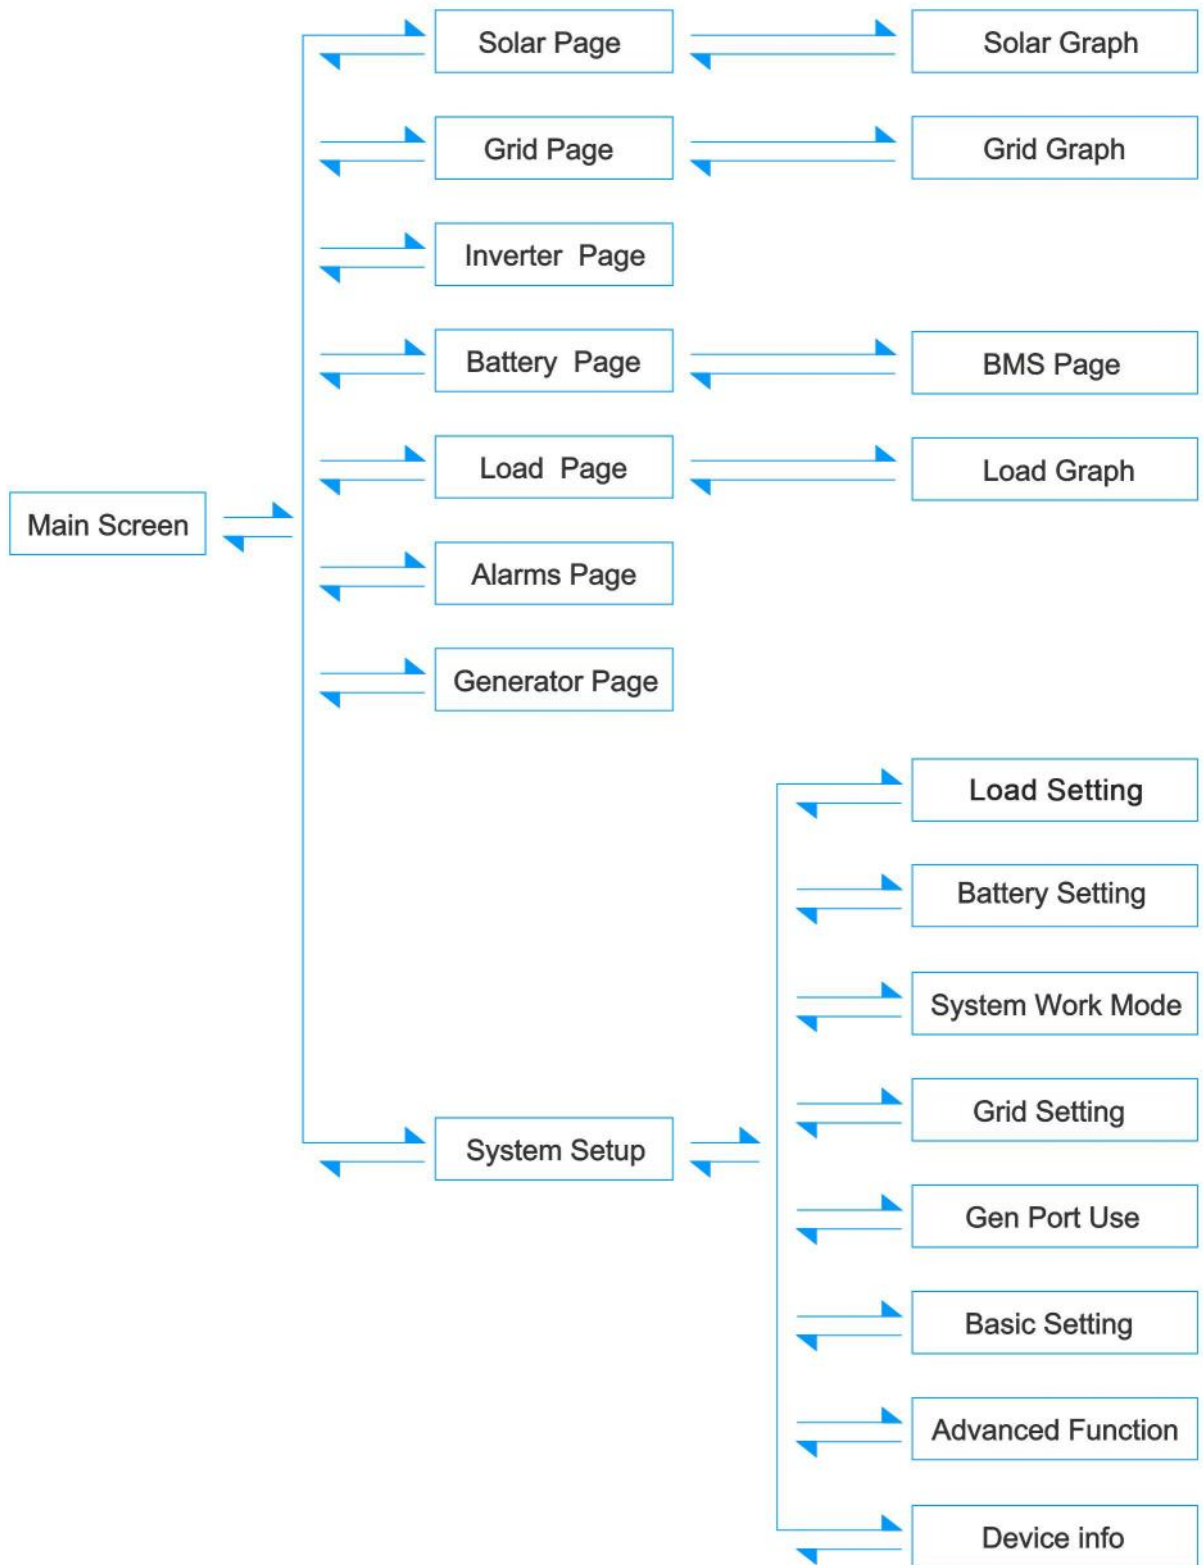 Solar Page
Solar Graph
Grid Page
Grid Graph
Inverter Page
Battery Page
BMS Page
Load Page
Load Graph
Main Screen
Alarms Page
Generator Page
Load Setting
Battery Setting
System Work Mode
Grid Setting
System Setup
Gen Port Use
Basic Setting
Advanced Function
Device info